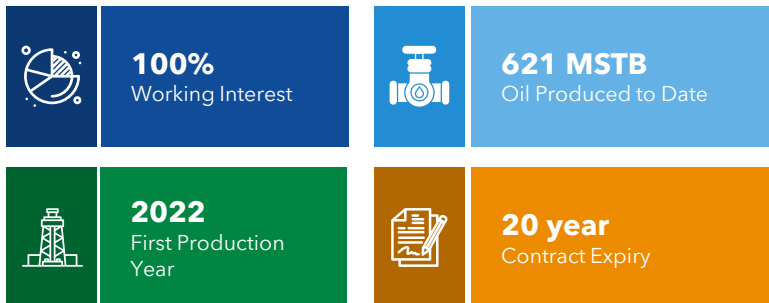 100%
Working Interest
621 MSTB
Oil Produced to Date
2022
First Production
Year
20 year
Contract Expiry